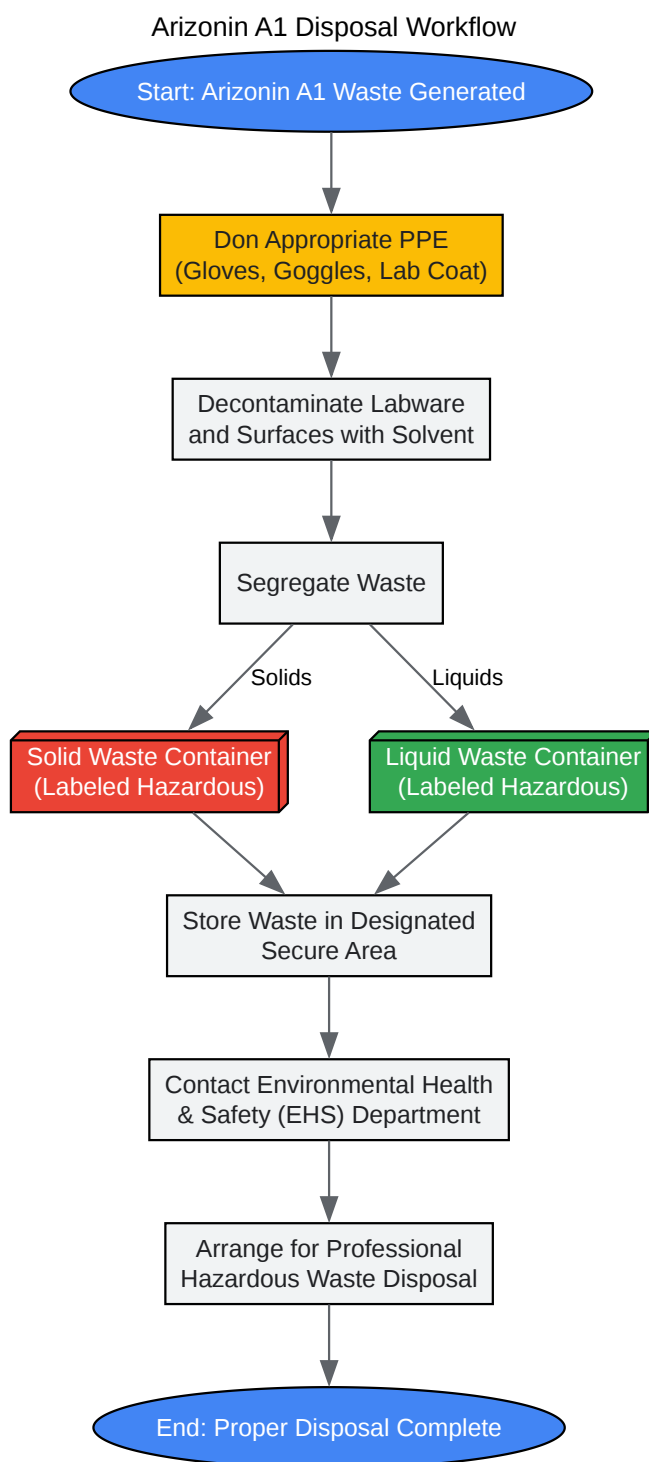 Arizonin A1 Disposal Workflow
Start: Arizonin A1 Waste Generated
Don Appropriate PPE
(Gloves, Goggles, Lab Coat)
Decontaminate Labware
and Surfaces with Solvent
Segregate Waste
Solids
Liquids
Solid Waste Container
(Labeled Hazardous)
Liquid Waste Container
(Labeled Hazardous)
Store Waste in Designated
Secure Area
Contact Environmental Health
& Safety (EHS) Department
Arrange for Professional
Hazardous Waste Disposal
End: Proper Disposal Complete